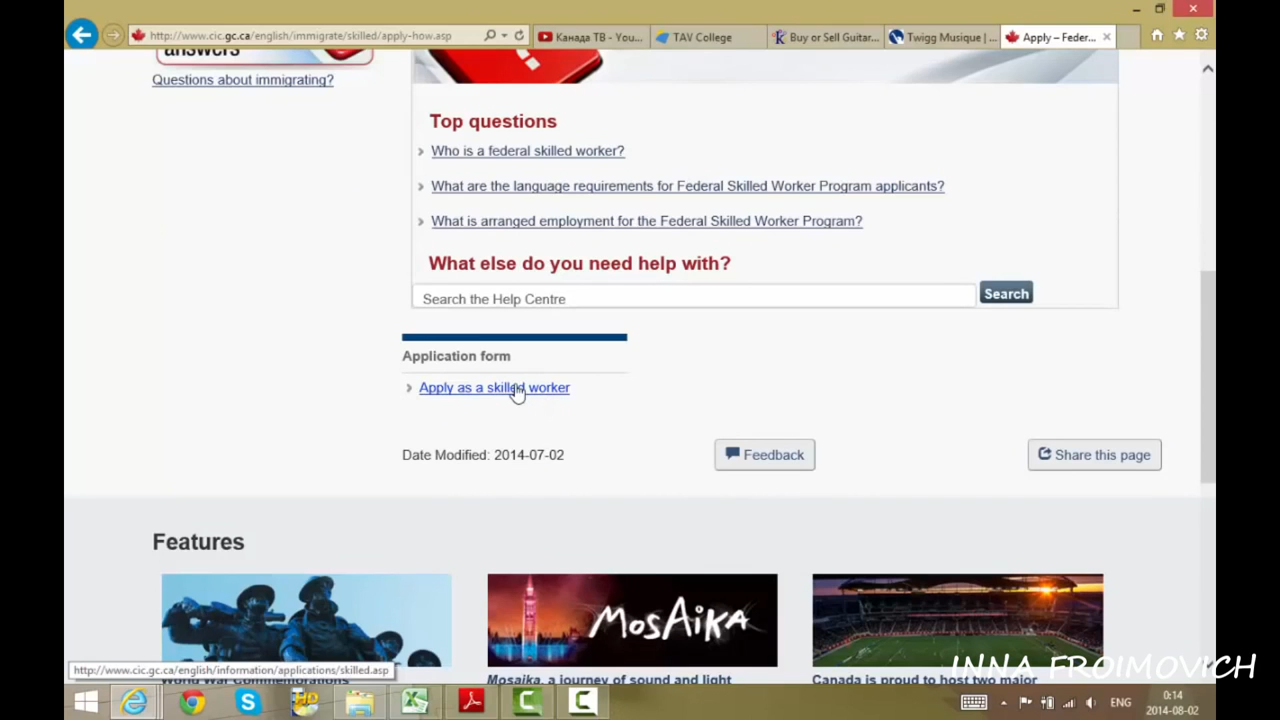 http://www.cic.gc.ca/english/immigrate/skilled/apply-how.asp
Канада ТВ - You...
TAV College
Buy or Sell Guitar...
Twigg Musique | ...
Apply – Feder...
answers
Questions about immigrating?
Top questions
Who is a federal skilled worker?
What are the language requirements for Federal Skilled Worker Program applicants?
What is arranged employment for the Federal Skilled Worker Program?
What else do you need help with?
Search the Help Centre
Search
Application form
Apply as a skilled worker
Date Modified: 2014-07-02
Feedback
Share this page
Features
MOSAIKA
World War Commemorations
Mosaika, a journey of sound and light
Canada is proud to host two major
http://www.cic.gc.ca/english/information/applications/skilled.asp
INNA FROIMOVICH
HD
ENG
0:14
2014-08-02